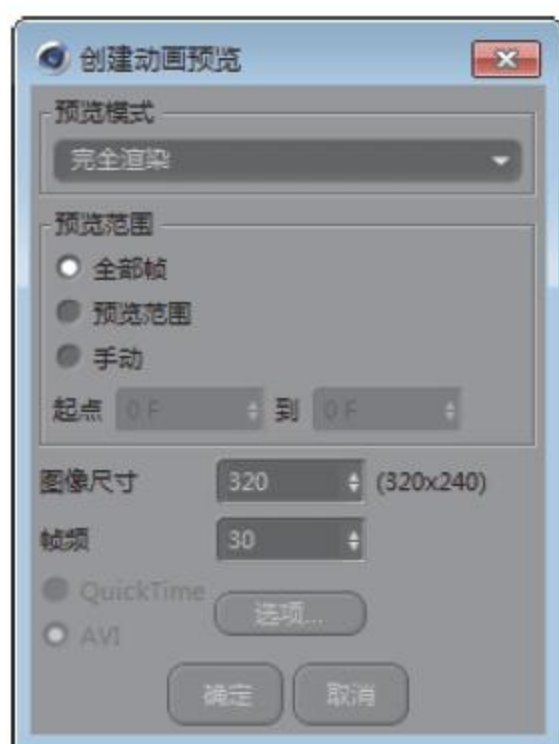 创建动画预览
预览模式
完全渲染
预览范围
全部帧
预览范围
手动
起点 0 F 到 0 F
图像尺寸 320 (320x240)
帧频 30
QuickTime
选项...
AVI
确定 取消